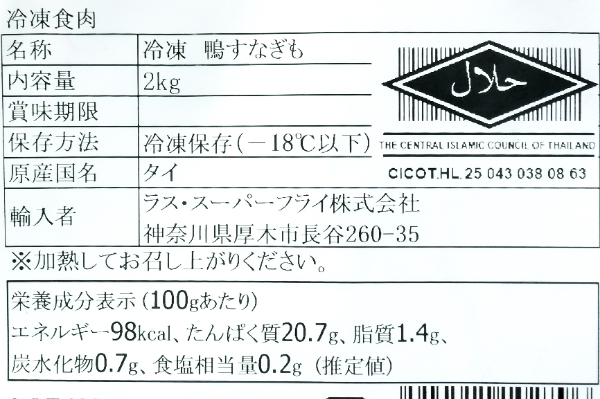 冷凍食肉
名称 冷凍 鴨すなぎも
内容量 2kg
賞味期限
保存方法 冷凍保存(－18℃以下)
原産国名 タイ
輸入者 ラス・スーパーフライ株式会社
神奈川県厚木市長谷260-35
حلال
THE CENTRAL ISLAMIC COUNCIL OF THAILAND
CICOT.HL. 25 043 038 08 63
※加熱してお召し上がりください。
栄養成分表示(100gあたり)
エネルギー98kcal、たんぱく質20.7g、脂質1.4g、
炭水化物0.7g、食塩相当量0.2g (推定値)